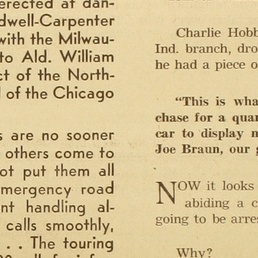 erected at dan-
dwell-Carpenter
with the Milwau-
to Ald. William
ct of the North-
l of the Chicago
s are no sooner
others come to
ot put them all
emergency road
nt handling al-
calls smoothly,
. . . The touring
Charlie Hobb
Ind. branch, dro
he had a piece o
"This is wha
chase for a quar
car to display n
Joe Braun, our g
NOW it looks
abiding a c
going to be arres
Why?